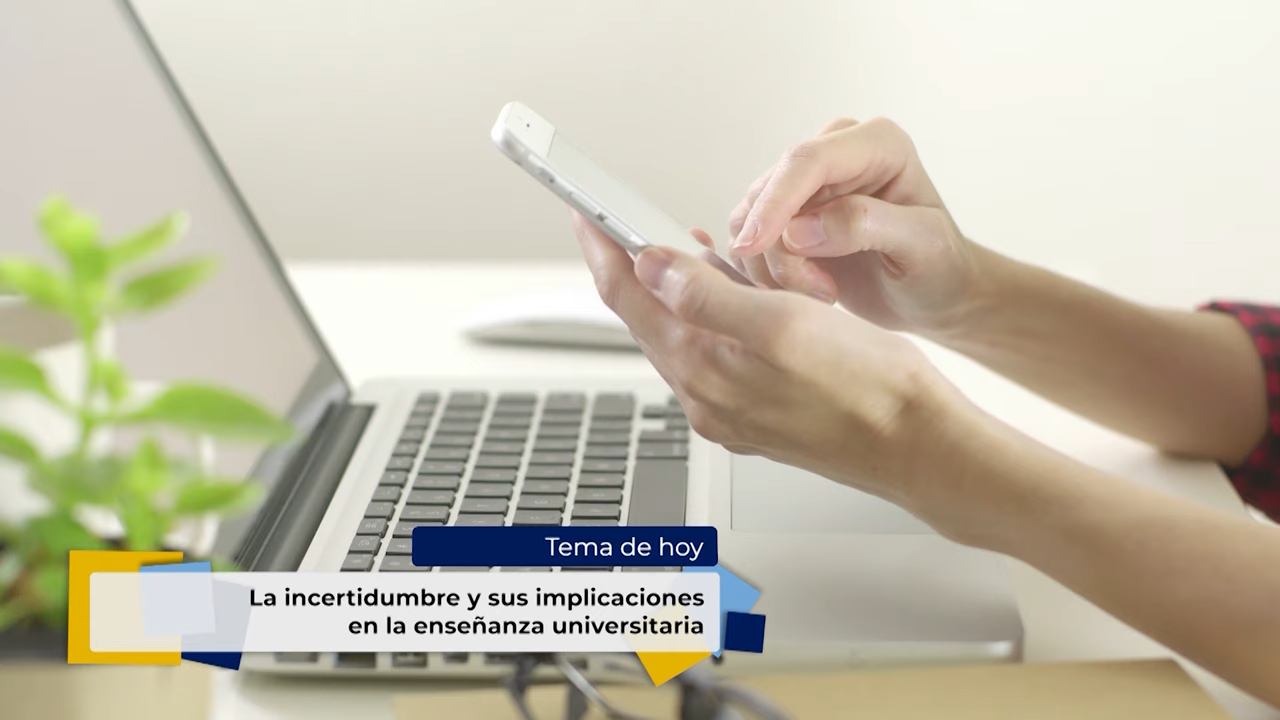 Tema de hoy
La incertidumbre y sus implicaciones
en la enseñanza universitaria